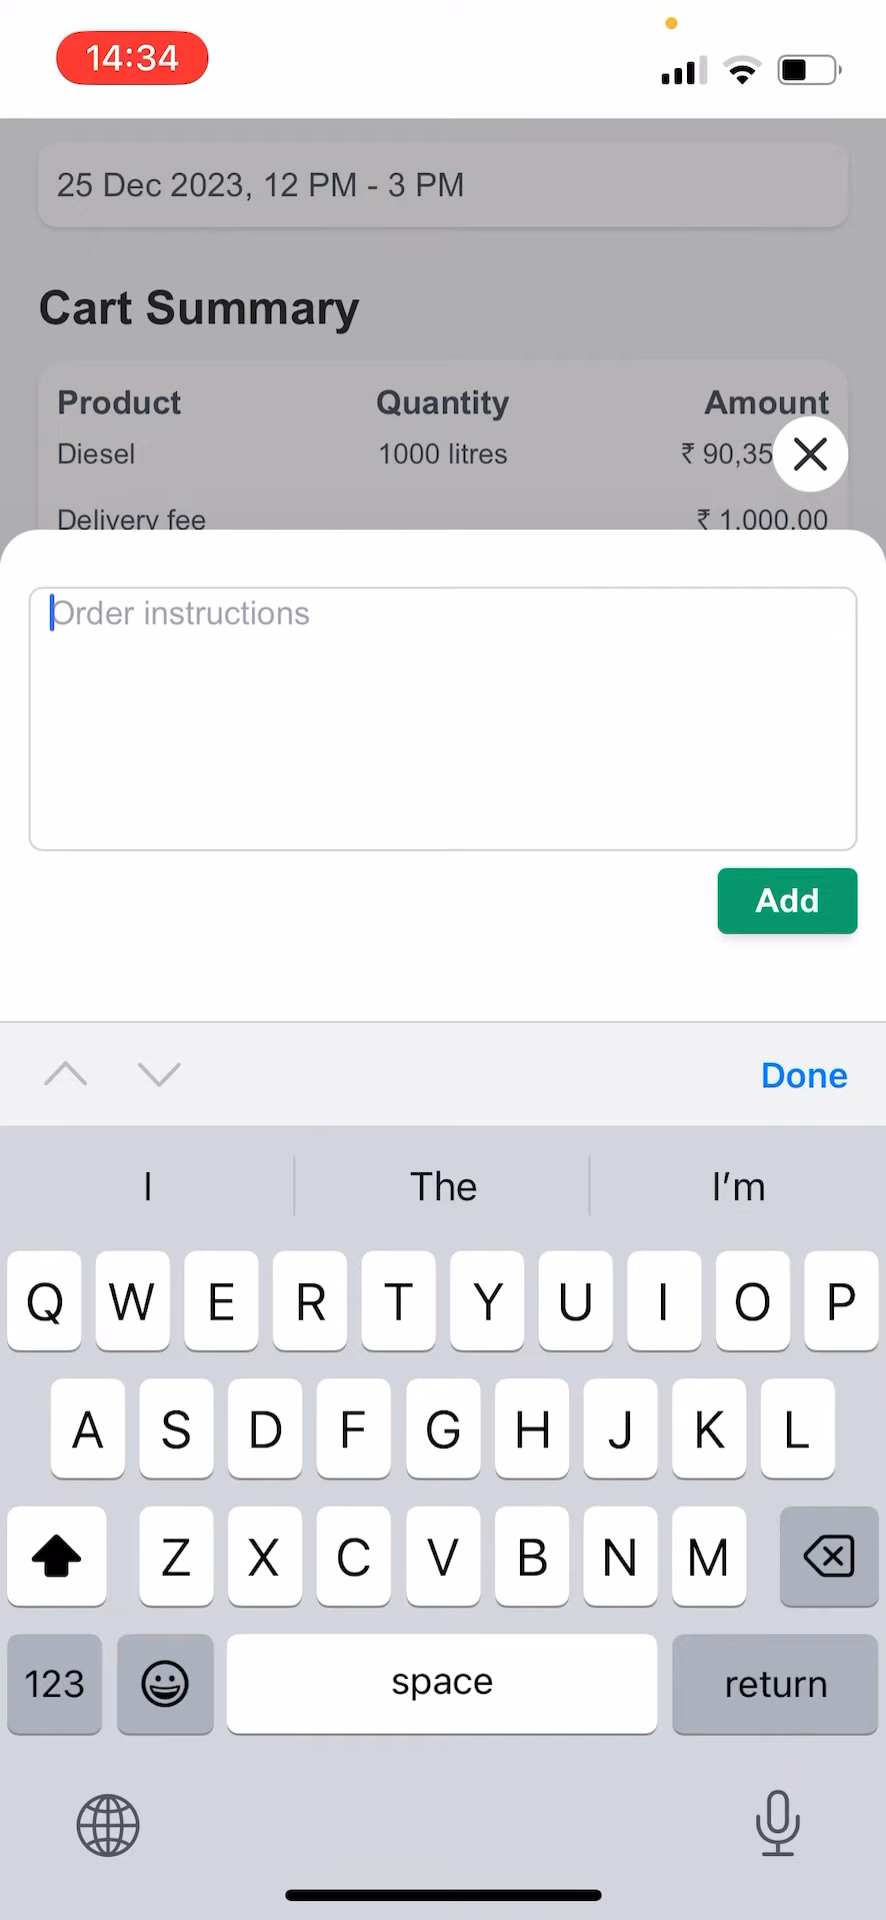 14:34
25 Dec 2023, 12 PM - 3 PM
Cart Summary
Product Quantity Amount
Diesel 1000 litres ₹ 90,35
Delivery fee ₹ 1,000.00
Order instructions
Add
Done
I The I'm
Q W E R T Y U I O P
A S D F G H J K L
Z X C V B N M
123 space return